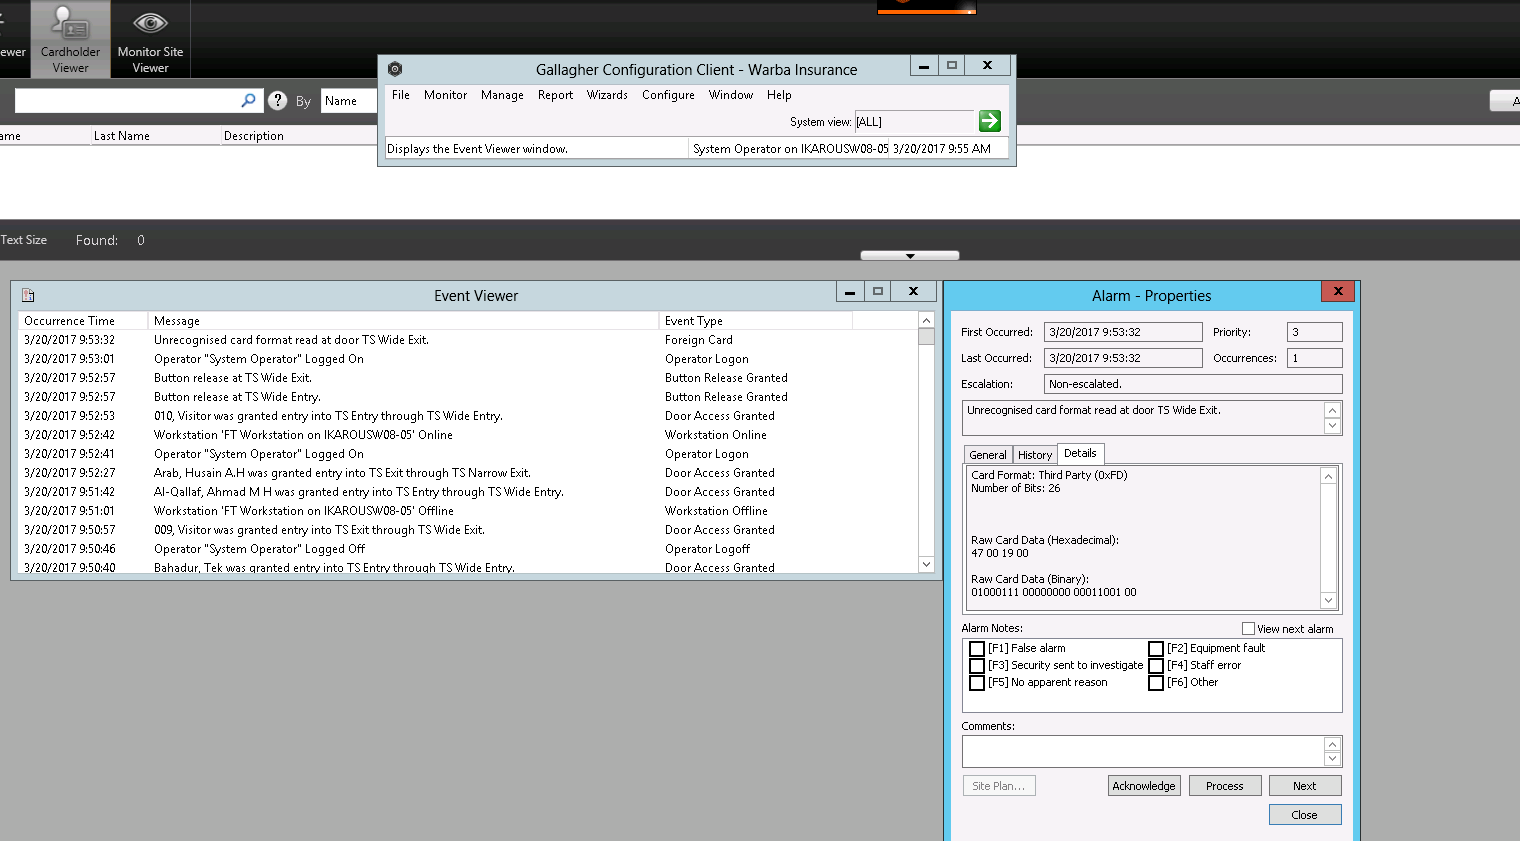 ewer
Cardholder Viewer
Monitor Site Viewer
? By Name
A
ame Last Name Description
Gallagher Configuration Client - Warba Insurance
File Monitor Manage Report Wizards Configure Window Help
System view: [ALL]
Displays the Event Viewer window. System Operator on IKAROUSW08-05 3/20/2017 9:55 AM
Text Size Found: 0
Event Viewer
Occurrence Time Message Event Type
3/20/2017 9:53:32 Unrecognised card format read at door TS Wide Exit. Foreign Card
3/20/2017 9:53:01 Operator "System Operator" Logged On Operator Logon
3/20/2017 9:52:57 Button release at TS Wide Exit. Button Release Granted
3/20/2017 9:52:57 Button release at TS Wide Entry. Button Release Granted
3/20/2017 9:52:53 010, Visitor was granted entry into TS Entry through TS Wide Entry. Door Access Granted
3/20/2017 9:52:42 Workstation 'FT Workstation on IKAROUSW08-05' Online Workstation Online
3/20/2017 9:52:41 Operator "System Operator" Logged On Operator Logon
3/20/2017 9:52:27 Arab, Husain A.H was granted entry into TS Exit through TS Narrow Exit. Door Access Granted
3/20/2017 9:51:42 Al-Qallaf, Ahmad M H was granted entry into TS Entry through TS Wide Entry. Door Access Granted
3/20/2017 9:51:01 Workstation 'FT Workstation on IKAROUSW08-05' Offline Workstation Offline
3/20/2017 9:50:57 009, Visitor was granted entry into TS Exit through TS Wide Exit. Door Access Granted
3/20/2017 9:50:46 Operator "System Operator" Logged Off Operator Logoff
3/20/2017 9:50:40 Bahadur, Tek was granted entry into TS Entry through TS Wide Entry. Door Access Granted
Alarm - Properties
First Occurred: 3/20/2017 9:53:32 Priority: 3
Last Occurred: 3/20/2017 9:53:32 Occurrences: 1
Escalation: Non-escalated.
Unrecognised card format read at door TS Wide Exit.
General History Details
Card Format: Third Party (0xFD)
Number of Bits: 26
Raw Card Data (Hexadecimal):
47 00 19 00
Raw Card Data (Binary):
01000111 00000000 00011001 00
Alarm Notes: View next alarm
[F1] False alarm [F2] Equipment fault
[F3] Security sent to investigate [F4] Staff error
[F5] No apparent reason [F6] Other
Comments:
Site Plan... Acknowledge Process Next
Close